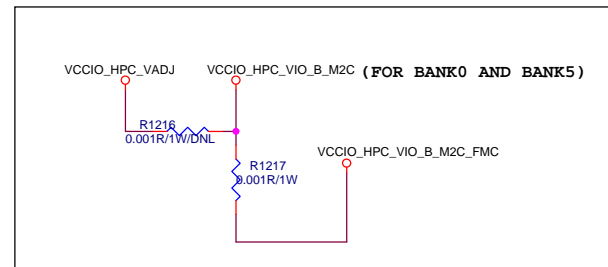 VCCIO_HPC_VADJ
VCCIO_HPC_VIO_B_M2C (FOR BANK0 AND BANK5)
R1216
0.001R/1W/DNL
VCCIO_HPC_VIO_B_M2C_FMC
R1217
0.001R/1W